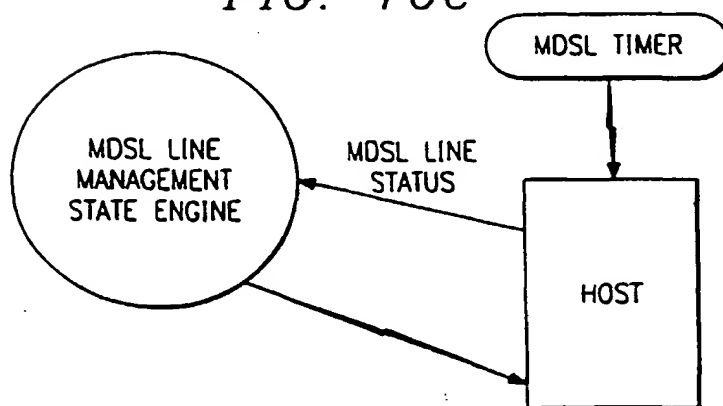 MDSL TIMER
MDSL LINE
MANAGEMENT
STATE ENGINE
MDSL LINE
STATUS
HOST